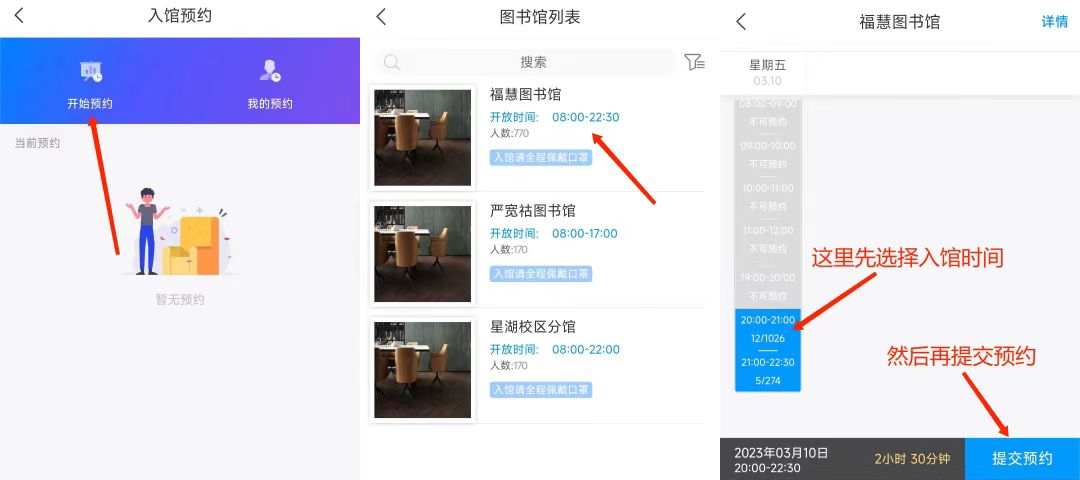 入馆预约
开始预约
我的预约
当前预约
暂无预约
图书馆列表
搜索
福慧图书馆
开放时间: 08:00-22:30
人数:770
入馆请全程佩戴口罩
严宽祜图书馆
开放时间: 08:00-17:00
人数:170
入馆请全程佩戴口罩
星湖校区分馆
开放时间: 08:00-22:00
人数:170
入馆请全程佩戴口罩
福慧图书馆
详情
星期五
03.10
08:00-09:00
不可预约
09:00-10:00
不可预约
10:00-11:00
不可预约
11:00-12:00
不可预约
19:00-20:00
不可预约
20:00-21:00
12/1026
21:00-22:30
5/274
这里先选择入馆时间
然后再提交预约
2023年03月10日
20:00-22:30
2小时 30分钟
提交预约